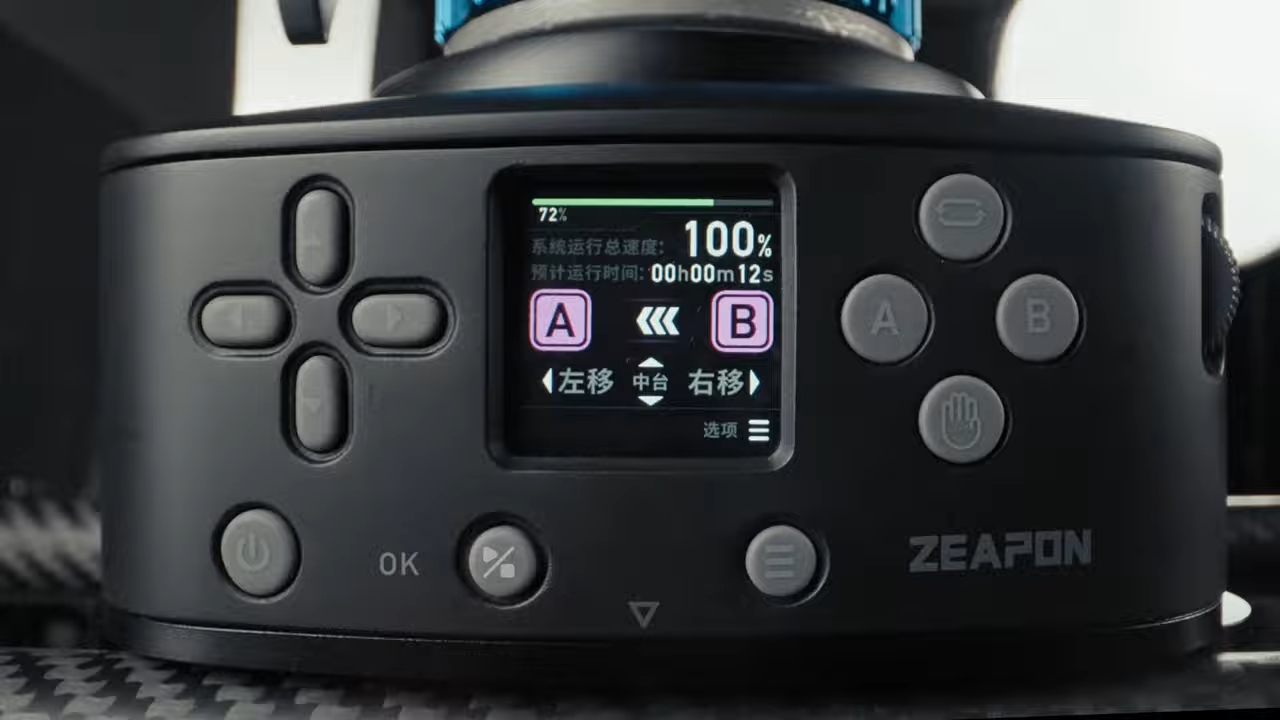 72%
系统运行总速度: 100%
预计运行时间: 00h00m12s
A B
左移 中台 右移
选项
A B
OK
ZEAPON